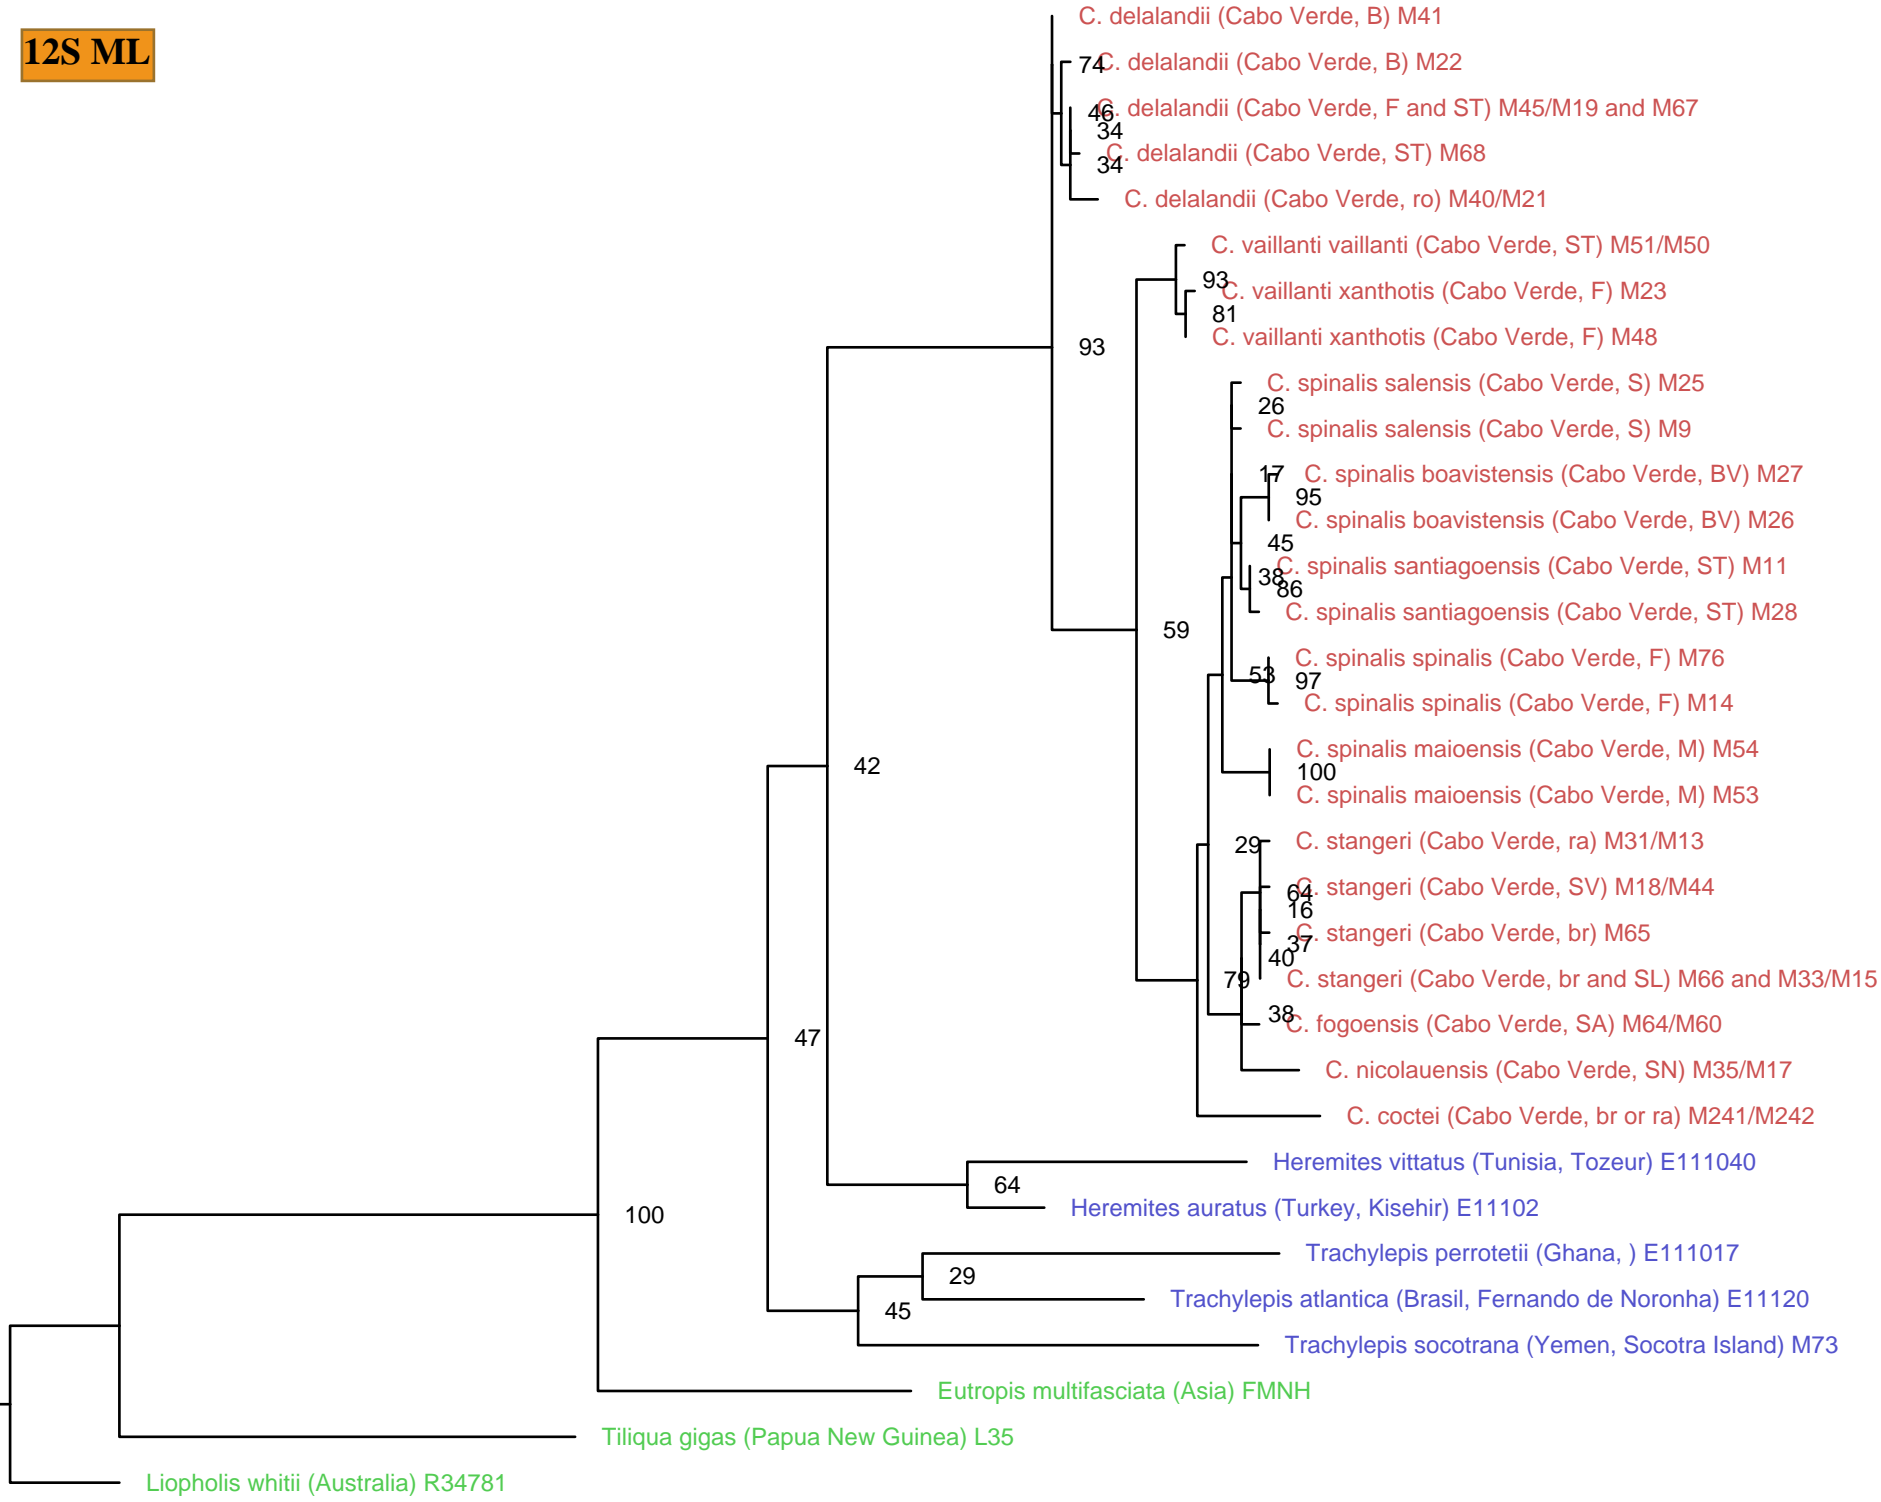 C. delalandii (Cabo Verde, B) M41
12S ML
74
C. delalandii (Cabo Verde, B) M22
46
C. delalandii (Cabo Verde, F and ST) M45/M19 and M67
34
C. delalandii (Cabo Verde, ST) M68
34
C. delalandii (Cabo Verde, ro) M40/M21
C. vaillanti vaillanti (Cabo Verde, ST) M51/M50
93
C. vaillanti xanthotis (Cabo Verde, F) M23
81
C. vaillanti xanthotis (Cabo Verde, F) M48
93
C. spinalis salensis (Cabo Verde, S) M25
26
C. spinalis salensis (Cabo Verde, S) M9
17
C. spinalis boavistensis (Cabo Verde, BV) M27
95
C. spinalis boavistensis (Cabo Verde, BV) M26
45
C. spinalis santiagoensis (Cabo Verde, ST) M11
38
86
C. spinalis santiagoensis (Cabo Verde, ST) M28
59
C. spinalis spinalis (Cabo Verde, F) M76
53
97
C. spinalis spinalis (Cabo Verde, F) M14
C. spinalis maioensis (Cabo Verde, M) M54
42
100
C. spinalis maioensis (Cabo Verde, M) M53
29
C. stangeri (Cabo Verde, ra) M31/M13
C. stangeri (Cabo Verde, SV) M18/M44
64
16
C. stangeri (Cabo Verde, br) M65
37
40
79
C. stangeri (Cabo Verde, br and SL) M66 and M33/M15
38
C. fogoensis (Cabo Verde, SA) M64/M60
47
C. nicolauensis (Cabo Verde, SN) M35/M17
C. coctei (Cabo Verde, br or ra) M241/M242
Heremites vittatus (Tunisia, Tozeur) E111040
64
Heremites auratus (Turkey, Kisehir) E11102
100
Trachylepis perrotetii (Ghana, ) E111017
29
Trachylepis atlantica (Brasil, Fernando de Noronha) E11120
45
Trachylepis socotrana (Yemen, Socotra Island) M73
Eutropis multifasciata (Asia) FMNH
Tiliqua gigas (Papua New Guinea) L35
Liopholis whitii (Australia) R34781